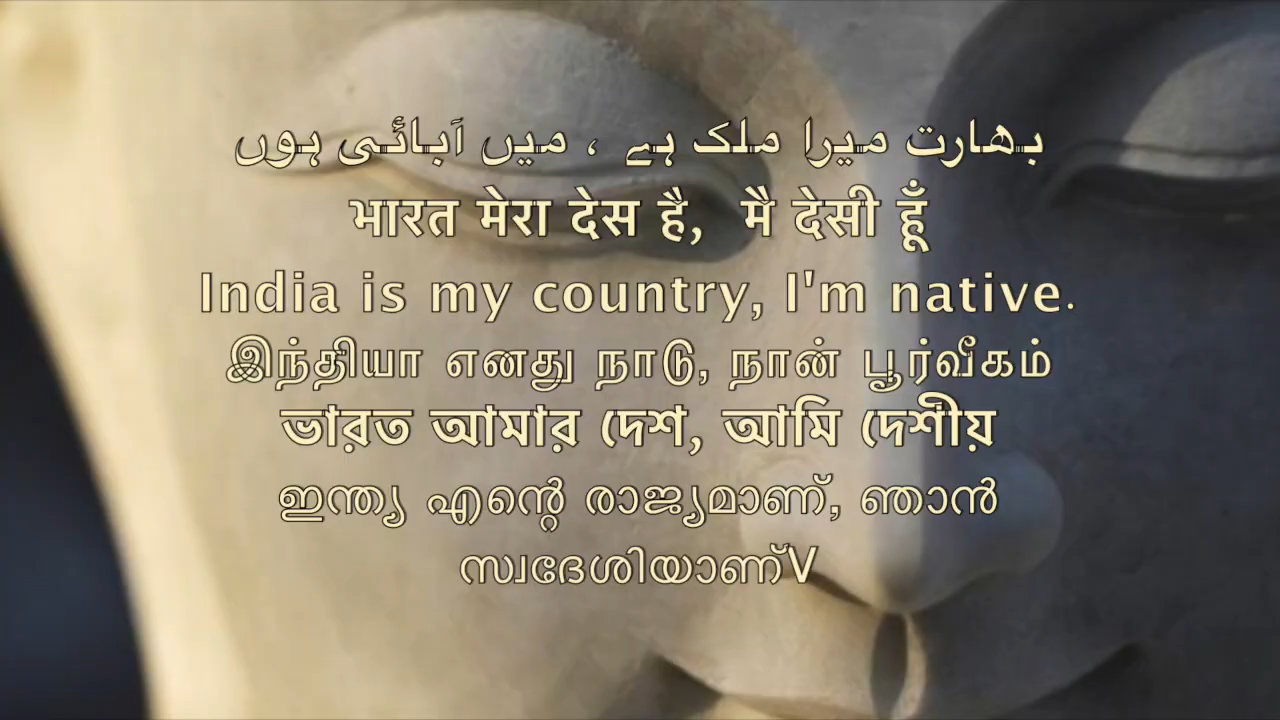 بھارت میرا ملک ہے ، میں آبائی ہوں
भारत मेरा देस है, मै देसी हूँ
India is my country, I'm native.
இந்தியா எனது நாடு, நான் பூர்வீகம்
ভারত আমার দেশ, আমি দেশীয়
ഇന്ത്യ എന്റെ രാജ്യമാണ്, ഞാൻ
സ്വദേശിയാണ്V